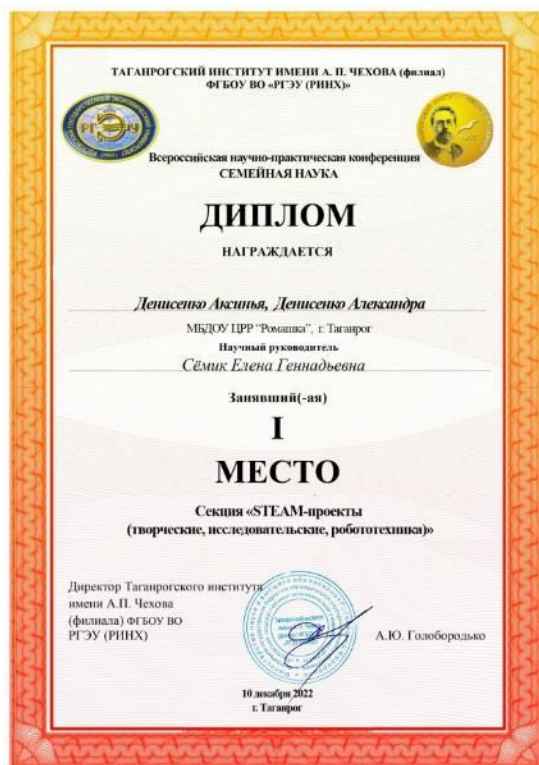 ТАГАНРОГСКИЙ ИНСТИТУТ ИМЕНИ А. П. ЧЕХОВА (филиал)
ФГБОУ ВО «РГЭУ (РИНХ)»
РГЭУ
Всероссийская научно-практическая конференция
СЕМЕЙНАЯ НАУКА
ДИПЛОМ
НАГРАЖДАЕТСЯ
Денисенко Аксинья, Денисенко Александра
МБДОУ ЦРР "Ромашка", г. Таганрог
Научный руководитель
Сёмик Елена Геннадьевна
Занявший(-ая)
I
МЕСТО
Секция «STEAM-проекты
(творческие, исследовательские, робототехника)»
Директор Таганрогского института
имени А.П. Чехова
(филиала) ФГБОУ ВО
РГЭУ (РИНХ)
А.Ю. Голобородько
10 декабря 2022
г. Таганрог